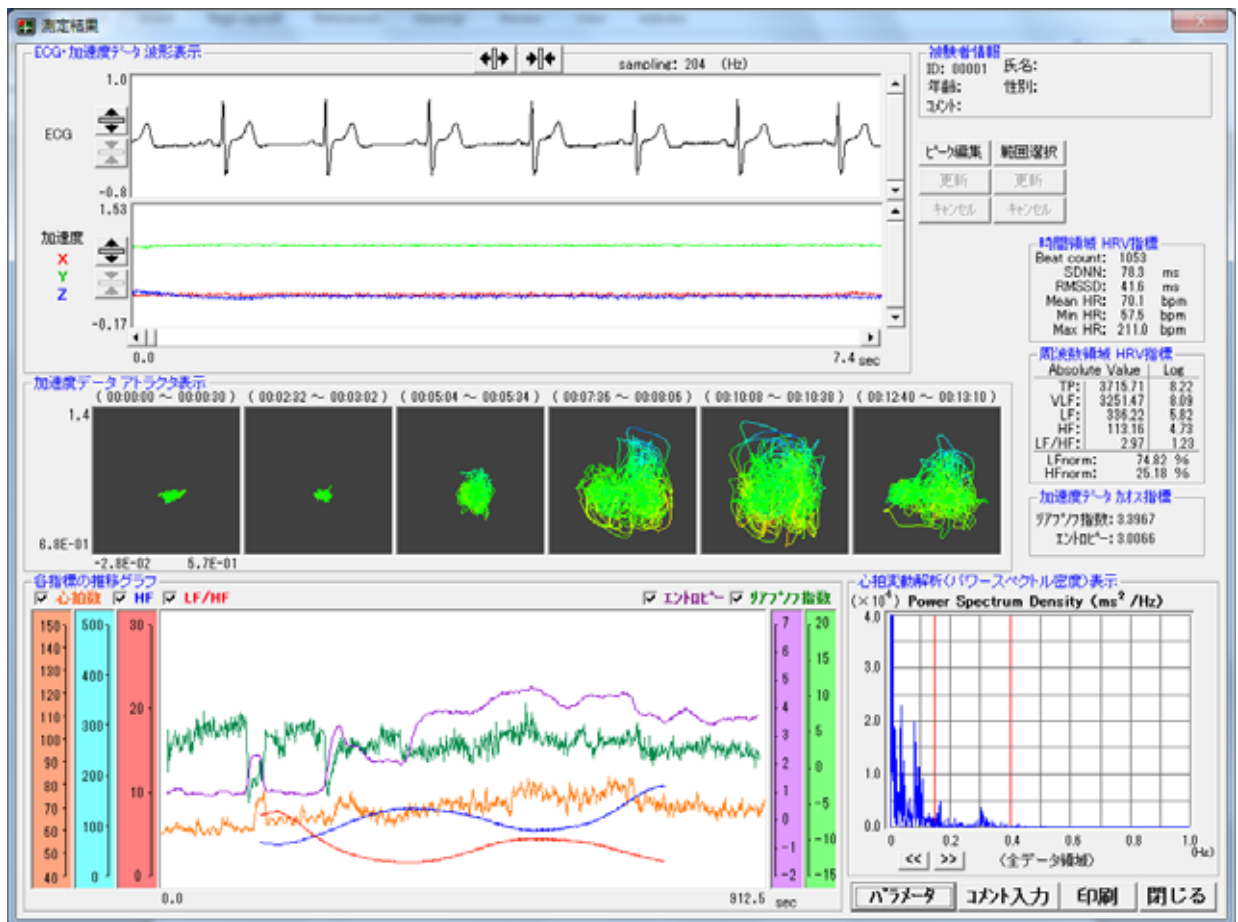 測定結果
ECG・加速度データ 波形表示
sampling: 204 (Hz)
1.0
ECG
-0.8
1.53
加速度
X
Y
Z
-0.17
0.0
7.4 sec
被験者情報
ID: 00001 氏名:
年齢: 性別:
コメント:
ピーク編集 範囲選択
更新 更新
キャンセル キャンセル
時間領域 HRV指標
Beat count: 1053
SDNN: 78.3 ms
RMSSD: 41.6 ms
Mean HR: 70.1 bpm
Min HR: 57.5 bpm
Max HR: 211.0 bpm
周波数領域 HRV指標
Absolute Value Log
TP: 3715.71 8.22
VLF: 3251.47 8.09
LF: 336.22 5.82
HF: 113.16 4.73
LF/HF: 2.97 1.23
LFnorm: 74.82 %
HFnorm: 25.18 %
加速度データ カオス指標
リアプノフ指数: 3.3967
エントロピー: 3.0066
加速度データ アトラクタ表示
( 00:00:00 ～ 00:00:30 ) ( 00:02:32 ～ 00:03:02 ) ( 00:05:04 ～ 00:05:34 ) ( 00:07:36 ～ 00:08:06 ) ( 00:10:08 ～ 00:10:38 ) ( 00:12:40 ～ 00:13:10 )
1.4
6.8E-01
-2.8E-02 5.7E-01
各指標の推移グラフ
心拍数 HF LF/HF エントロピー リアプノフ指数
150 140 130 120 110 100 90 80 70 60 50 40
500 400 300 200 100 0
30 20 10 0
7 6 5 4 3 2 1 0 -1 -2
20 15 10 5 0 -5 -10 -15
0.0
912.5 sec
心拍変動解析(パワースペクトル密度)表示
(×10⁴) Power Spectrum Density (ms² /Hz)
4.0
3.0
2.0
1.0
0.0
0 0.2 0.4 0.6 0.8 1.0
(Hz)
<< >> (全データ領域)
パラメータ コメント入力 印刷 閉じる